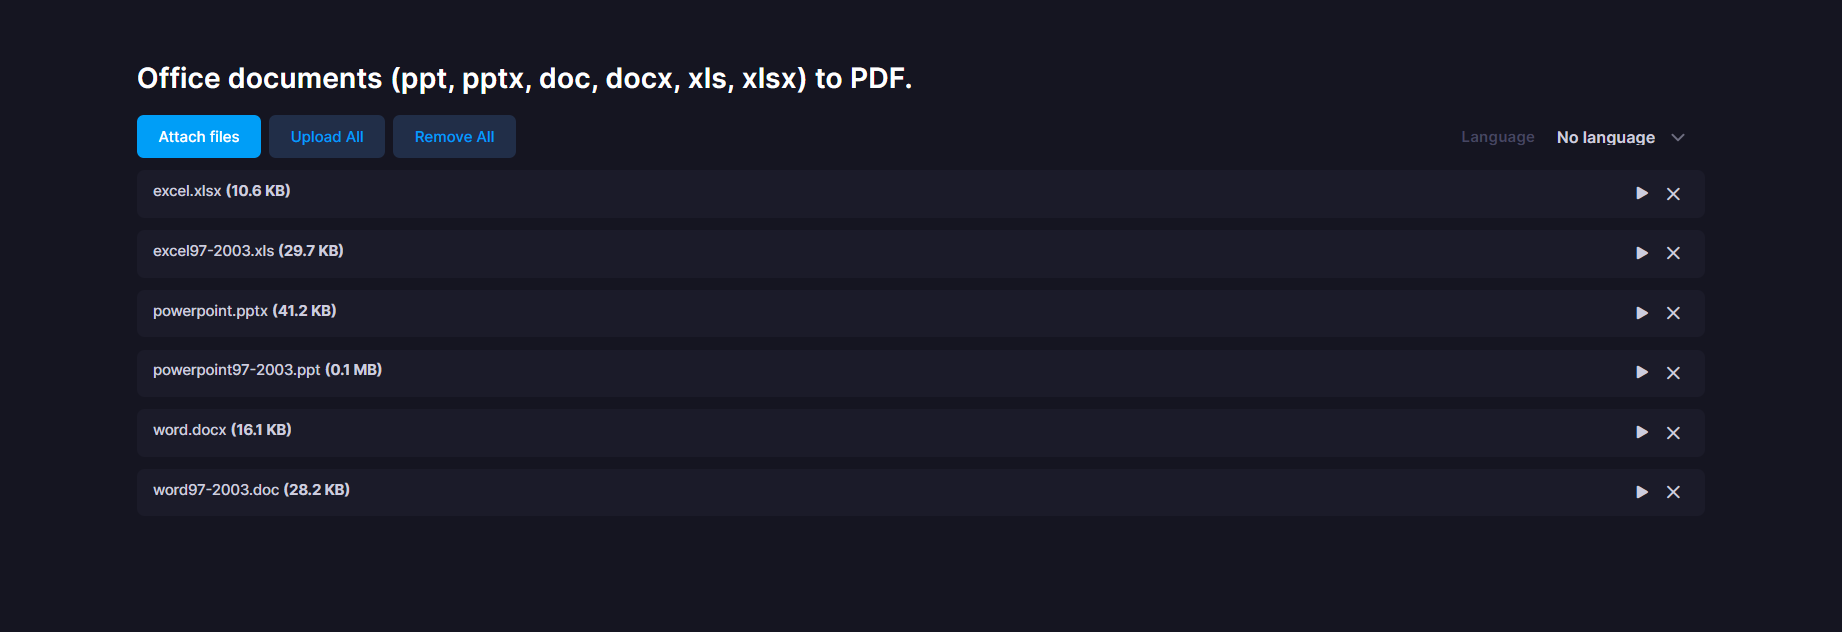 Office documents (ppt, pptx, doc, docx, xls, xlsx) to PDF.
Attach files Upload All Remove All Language No language
excel.xlsx (10.6 KB)
excel97-2003.xls (29.7 KB)
powerpoint.pptx (41.2 KB)
powerpoint97-2003.ppt (0.1 MB)
word.docx (16.1 KB)
word97-2003.doc (28.2 KB)